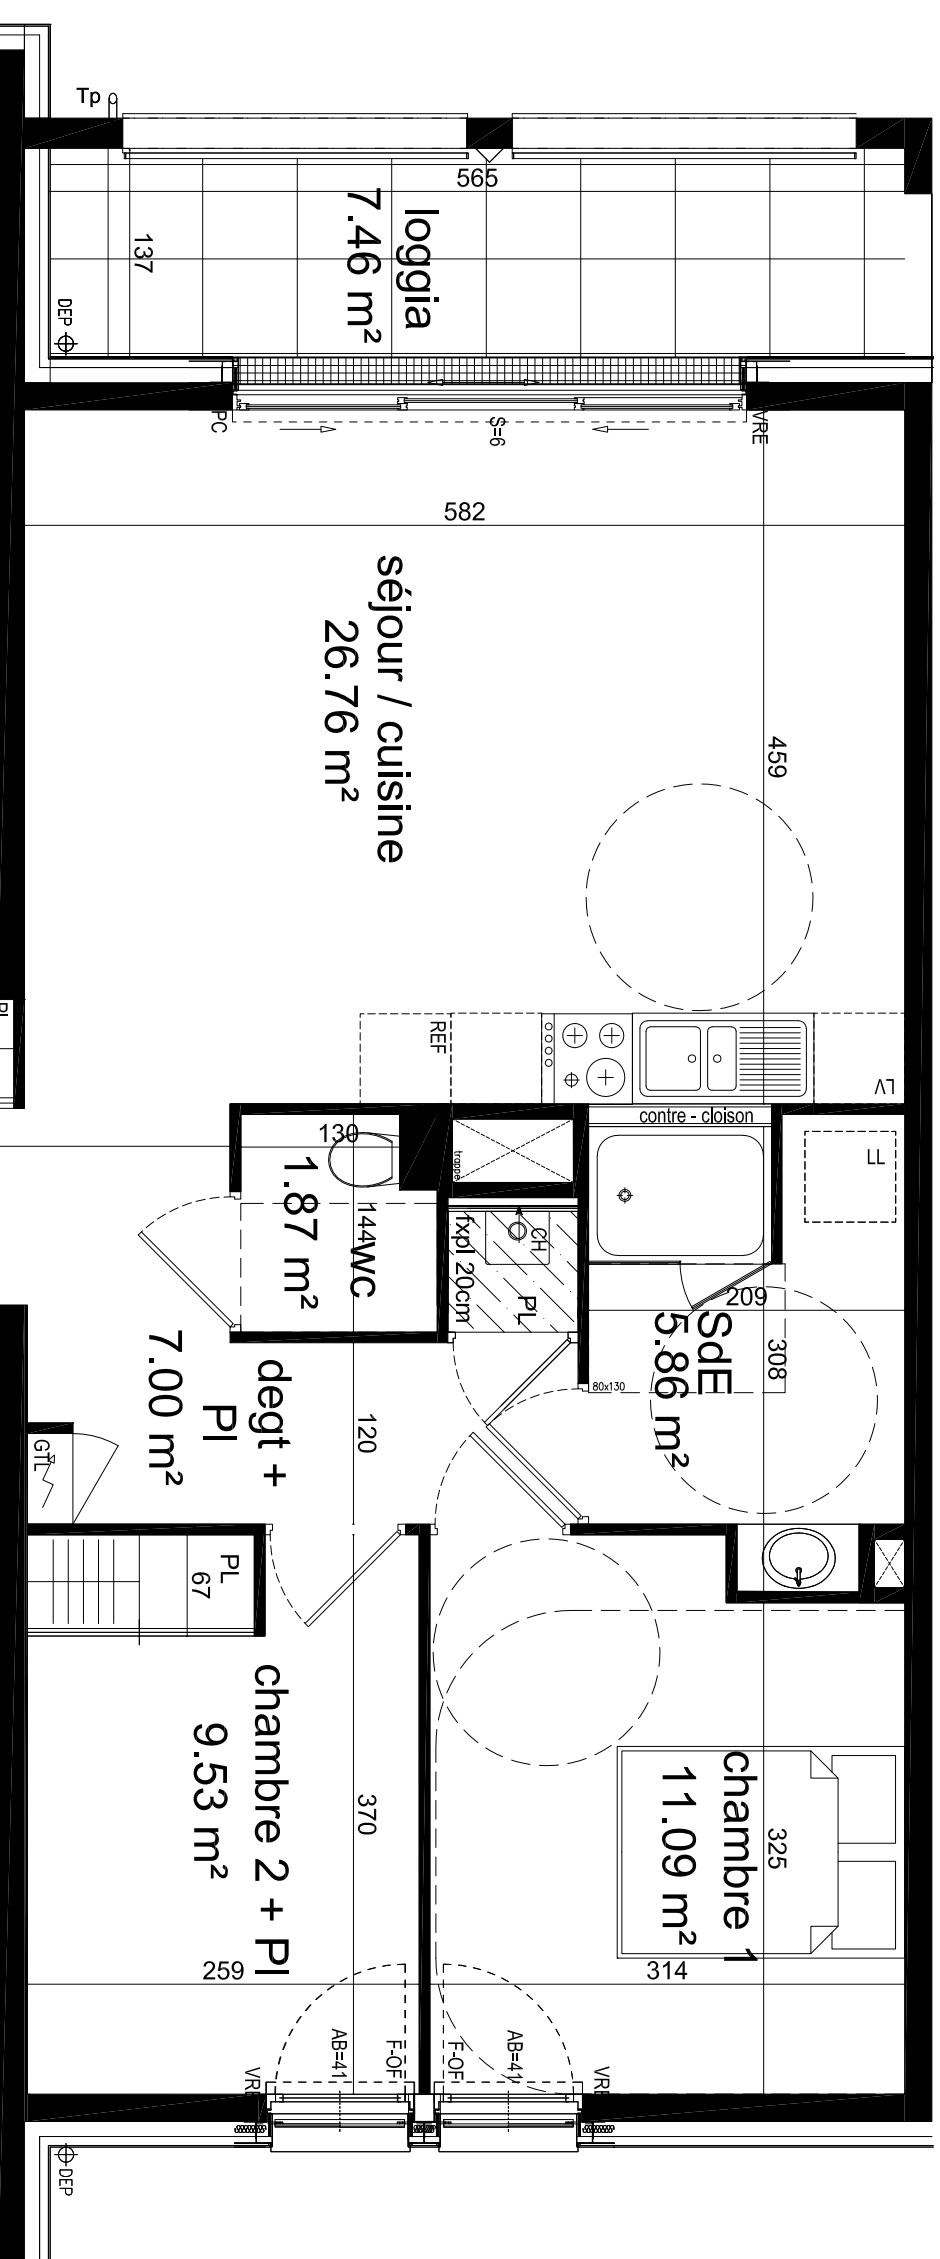 Tp
565
loggia
7.46 m²
137
DEP
PC
S=6
VRE
582
séjour / cuisine
26.76 m²
459
REF
LV
PL
contre - cloison
LL
130
1.87 m²
144
WC
trappe
CH
fxpl 20cm
PL
209
SdE
5.86 m²
308
80x130
degt +
Pl
7.00 m²
120
GTL
PL
67
chambre 2 + Pl
9.53 m²
370
chambre 1
11.09 m²
325
259
314
AB=41
F-OF
F-OF
AB=41
VRE
VRE
DEP